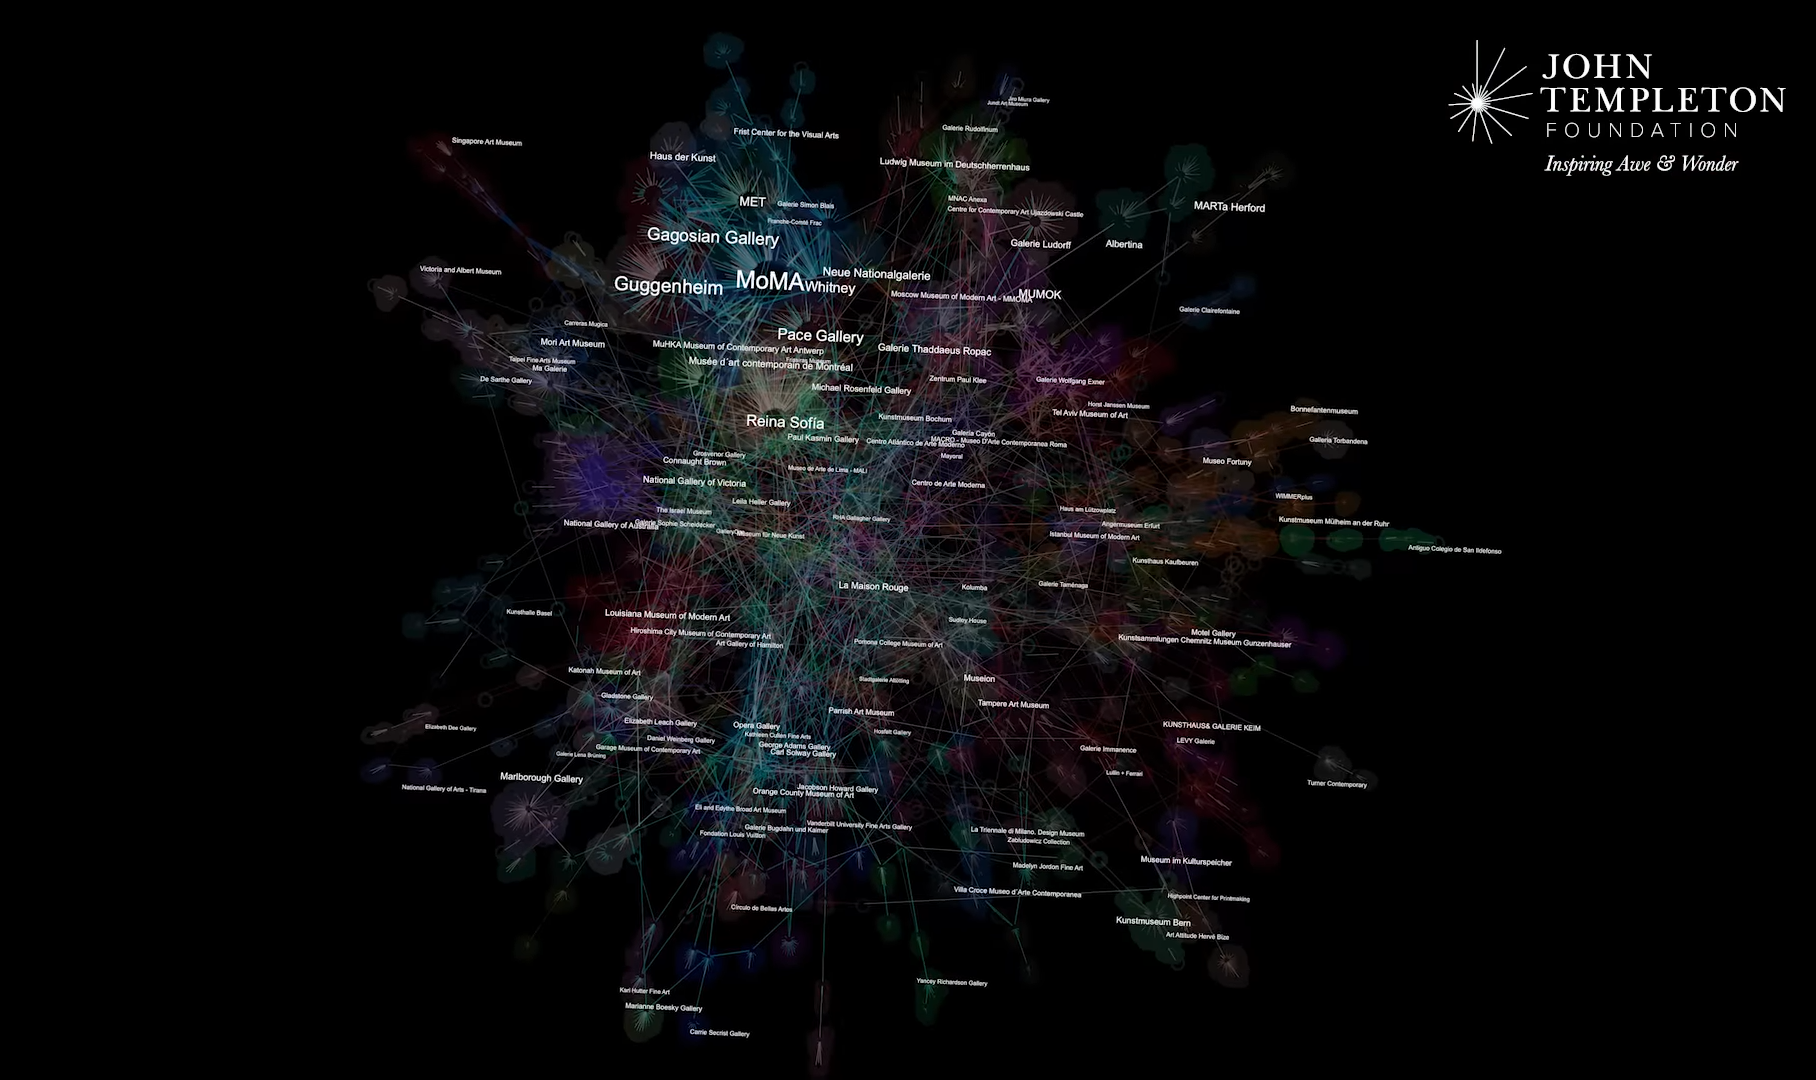 JOHN
TEMPLETON
FOUNDATION
Inspiring Awe & Wonder
Jiro Miura Gallery
Jundt Art Museum
Galerie Rudolfinum
Frist Center for the Visual Arts
Singapore Art Museum
Haus der Kunst
Ludwig Museum im Deutschherrenhaus
MET
Galerie Simon Blais
MNAC Anexa
Centre for Contemporary Art Ujazdowski Castle
MARTa Herford
Franche-Comté Frac
Gagosian Gallery
Galerie Ludorff
Albertina
Victoria and Albert Museum
Neue Nationalgalerie
Guggenheim
MoMA
Whitney
Moscow Museum of Modern Art - MMOMA
MUMOK
Galerie Clairefontaine
Carreras Mugica
Pace Gallery
Mori Art Museum
MuHKA Museum of Contemporary Art Antwerp
Galerie Thaddaeus Ropac
Taipei Fine Arts Museum
Musée d´art contemporain de Montréal
Ma Galerie
De Sarthe Gallery
Michael Rosenfeld Gallery
Zentrum Paul Klee
Galerie Wolfgang Exner
Horst Janssen Museum
Tel Aviv Museum of Art
Bonnefantenmuseum
Reina Sofía
Kunstmuseum Bochum
Paul Kasmin Gallery
Galería Cayón
Centro Atlántico de Arte Moderno
MACRO - Museo D'Arte Contemporanea Roma
Galleria Torbandena
Grosvenor Gallery
Connaught Brown
Mayoral
Museo Fortuny
Museo de Arte de Lima - MALI
National Gallery of Victoria
Centro de Arte Moderna
WIMMERplus
Leila Heller Gallery
The Israel Museum
Haus am Lützowplatz
RHA Gallagher Gallery
National Gallery of Australia
Galerie Sophie Scheidecker
Angermuseum Erfurt
Kunstmuseum Mülheim an der Ruhr
Museum für Neue Kunst
Istanbul Museum of Modern Art
Antiguo Colegio de San Ildefonso
Kunsthaus Kaufbeuren
La Maison Rouge
Kolumba
Galerie Taménaga
Kunsthalle Basel
Louisiana Museum of Modern Art
Sudley House
Hiroshima City Museum of Contemporary Art
Art Gallery of Hamilton
Pomona College Museum of Art
Motel Gallery
Kunstsammlungen Chemnitz Museum Gunzenhauser
Katonah Museum of Art
Stadtgalerie Altötting
Museion
Gladstone Gallery
Tampere Art Museum
Parrish Art Museum
Elizabeth Dee Gallery
Elizabeth Leach Gallery
Opera Gallery
Hosfelt Gallery
KUNSTHAUS& GALERIE KEIM
Kathleen Cullen Fine Arts
Daniel Weinberg Gallery
George Adams Gallery
LEVY Galerie
Garage Museum of Contemporary Art
Carl Solway Gallery
Galerie Immanence
Galerie Lena Brüning
Marlborough Gallery
Lullin + Ferrari
Turner Contemporary
National Gallery of Arts - Tirana
Jacobson Howard Gallery
Orange County Museum of Art
Eli and Edythe Broad Art Museum
Vanderbilt University Fine Arts Gallery
Galerie Bugdahn und Kaimer
Fondation Louis Vuitton
La Triennale di Milano. Design Museum
Zabludowicz Collection
Museum im Kulturspeicher
Madelyn Jordon Fine Art
Villa Croce Museo d´Arte Contemporanea
Highpoint Center for Printmaking
Círculo de Bellas Artes
Kunstmuseum Bern
Art Attitude Hervé Bize
Yancey Richardson Gallery
Karl Hutter Fine Art
Marianne Boesky Gallery
Carrie Secrist Gallery